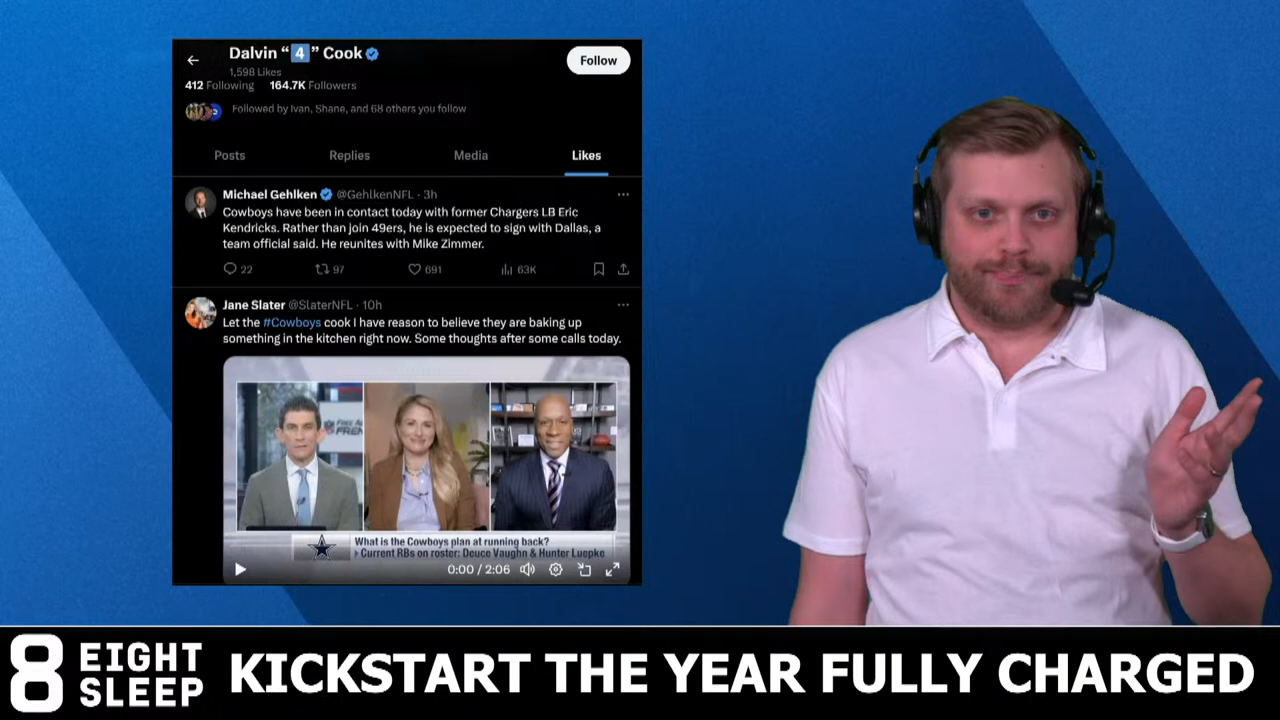 Dalvin “4” Cook
1,598 Likes
Follow
412 Following 164.7K Followers
Followed by Ivan, Shane, and 68 others you follow
Posts Replies Media Likes
Michael Gehlken @GehlkenNFL · 3h
Cowboys have been in contact today with former Chargers LB Eric
Kendricks. Rather than join 49ers, he is expected to sign with Dallas, a
team official said. He reunites with Mike Zimmer.
22 97 691 63K
Jane Slater @SlaterNFL · 10h
Let the #Cowboys cook I have reason to believe they are baking up
something in the kitchen right now. Some thoughts after some calls today.
What is the Cowboys plan at running back?
Current RBs on roster: Deuce Vaughn & Hunter Luepke
0:00 / 2:06
8 EIGHT
SLEEP
KICKSTART THE YEAR FULLY CHARGED